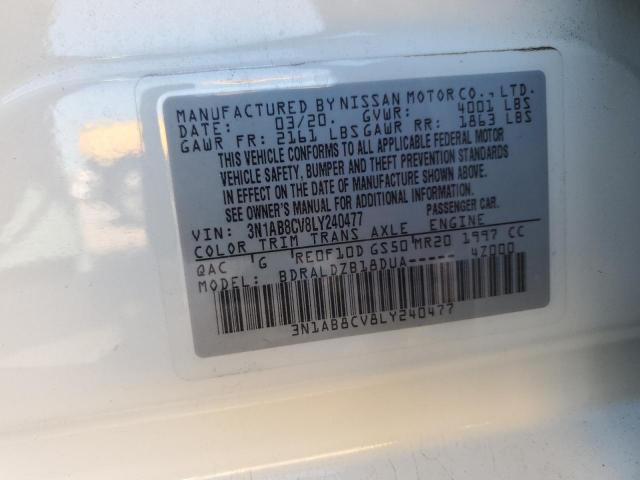 MANUFACTURED BY NISSAN MOTOR CO., LTD.
DATE: 03/20. GVWR: 4001 LBS
GAWR FR: 2161 LBS GAWR RR: 1863 LBS
THIS VEHICLE CONFORMS TO ALL APPLICABLE FEDERAL MOTOR
VEHICLE SAFETY, BUMPER AND THEFT PREVENTION STANDARDS
IN EFFECT ON THE DATE OF MANUFACTURE SHOWN ABOVE.
SEE OWNER'S MANUAL FOR ADDITIONAL INFORMATION.
VIN: 3N1AB8CV8LY240477 PASSENGER CAR.
COLOR TRIM TRANS AXLE ENGINE
QAC G RE0F10D GS50 MR20 1997 CC
MODEL: BDRALDZB18DUA----- 4Z000
3N1AB8CV8LY240477